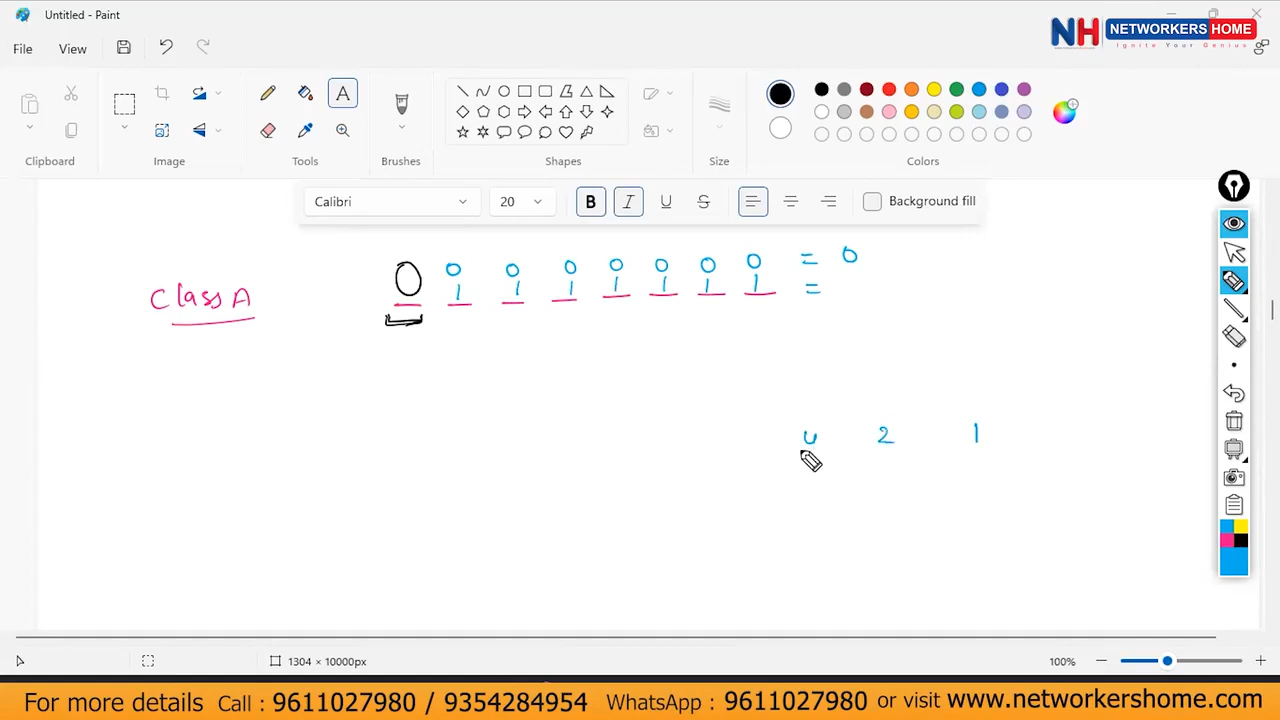 Untitled - Paint
NH NETWORKERS HOME
Ignite Your Genius
File View
A
Clipboard Image Tools Brushes Shapes Size Colors
Calibri 20 B I U S Background fill
0 0 0 0 0 0 0 0 = 0
Class A 1 1 1 1 1 1 1 =
4 2 1
1304 × 10000px 100%
For more details Call : 9611027980 / 9354284954 WhatsApp : 9611027980 or visit www.networkershome.com